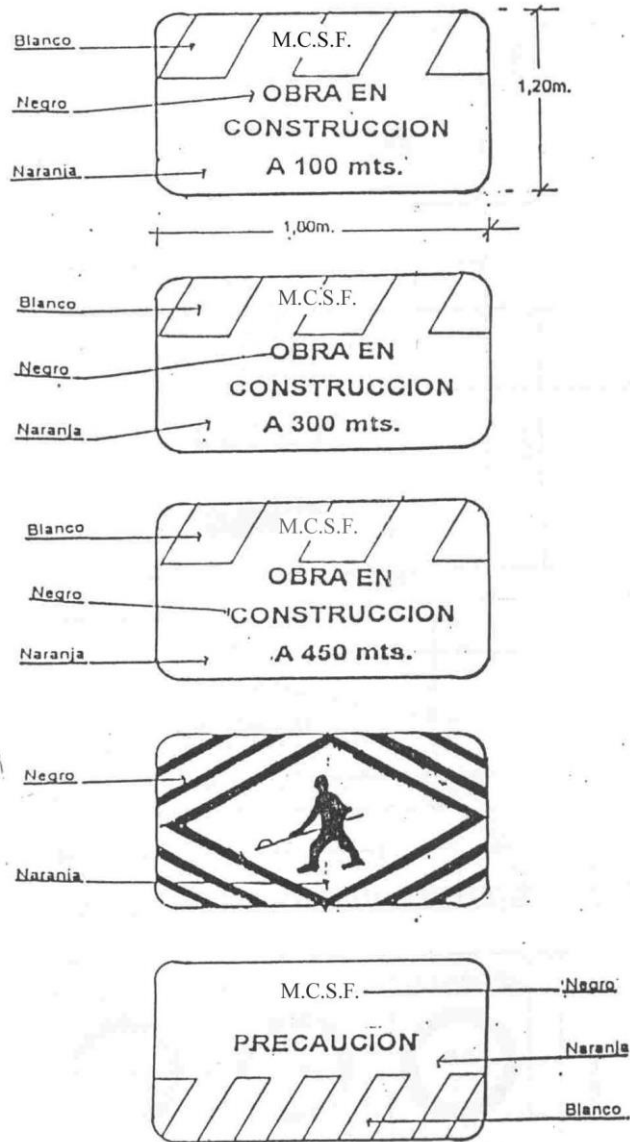 Blanco
M.C.S.F.
1,20m.
Negro
OBRA EN
CONSTRUCCION
Naranja
A 100 mts.
1,00m.
Blanco
M.C.S.F.
Negro
OBRA EN
CONSTRUCCION
Naranja
A 300 mts.
Blanco
M.C.S.F.
OBRA EN
Negro
CONSTRUCCION
Naranja
A 450 mts.
Negro
Naranja
M.C.S.F.
Negro
PRECAUCION
Naranja
Blanco